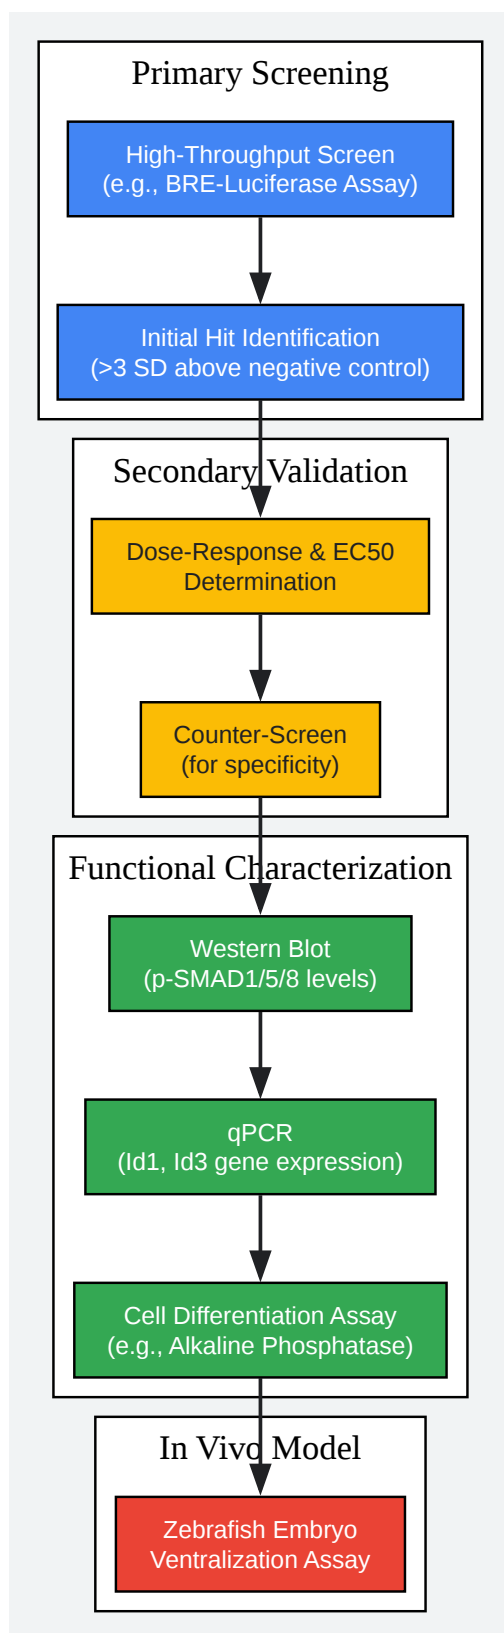 Primary Screening
High-Throughput Screen
(e.g., BRE-Luciferase Assay)
Initial Hit Identification
(>3 SD above negative control)
Secondary Validation
Dose-Response & EC50
Determination
Counter-Screen
(for specificity)
Functional Characterization
Western Blot
(p-SMAD1/5/8 levels)
qPCR
(Id1, Id3 gene expression)
Cell Differentiation Assay
(e.g., Alkaline Phosphatase)
In Vivo Model
Zebrafish Embryo
Ventralization Assay